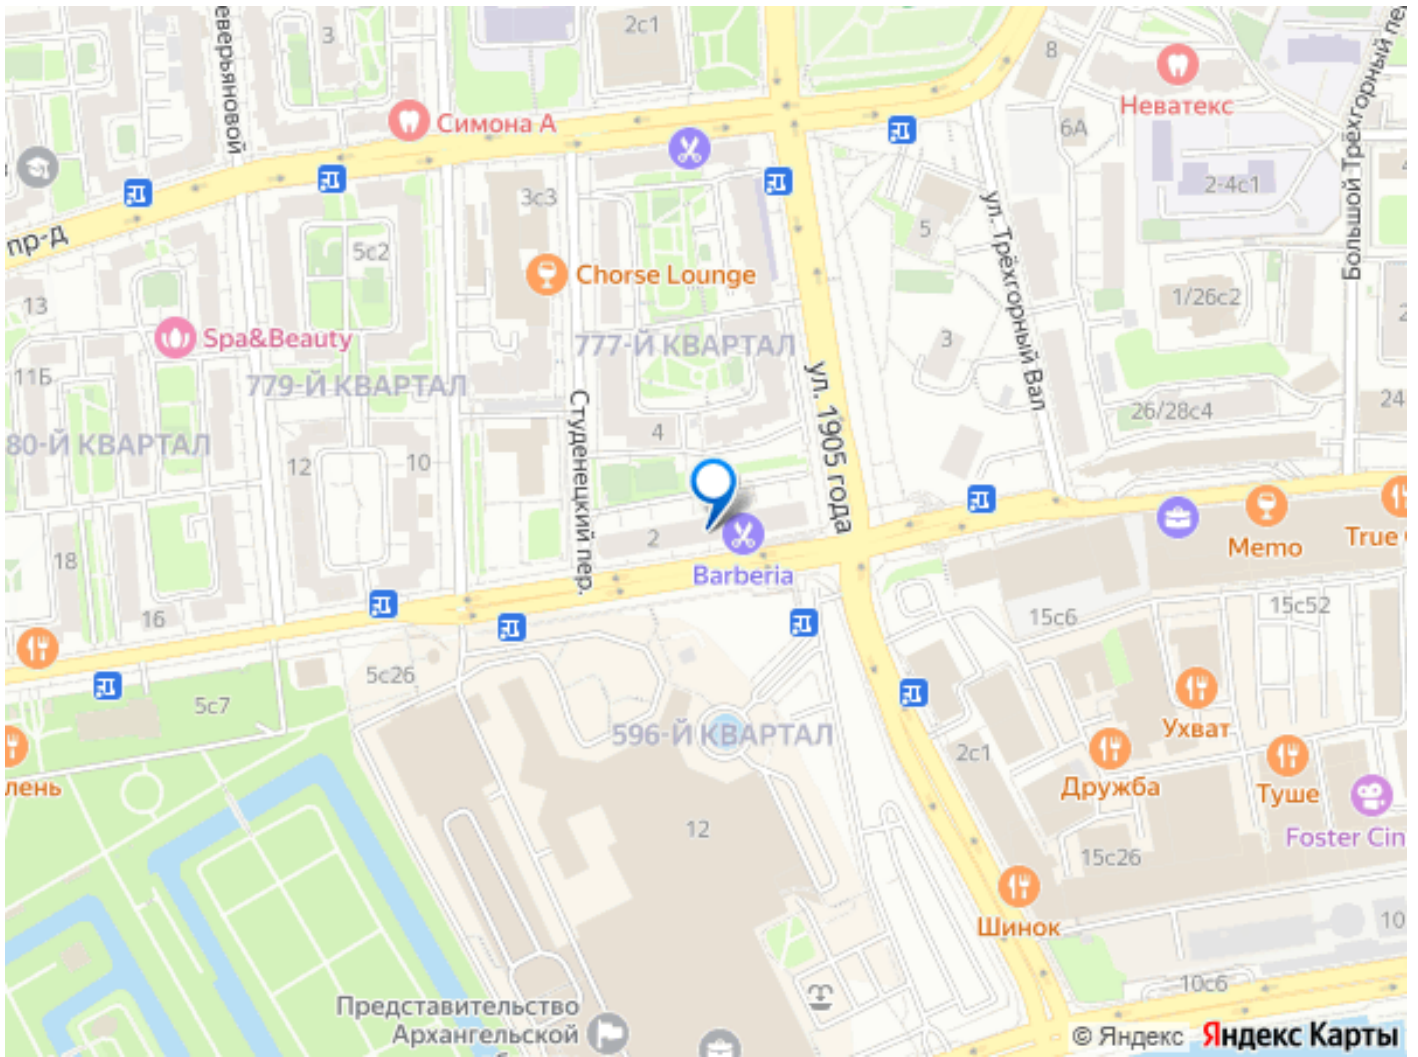 еверьяновой
3
2с1
8
Большой Трёхгорный пер
Неватекс
Симона А
6А
2-4с1
3с3
ул. Трёхгорный Вал
5
пр-д
5с2
Chorse Lounge
13
1/26с2
2
Spa&Beauty
777-Й КВАРТАЛ
3
11Б
779-Й КВАРТАЛ
ул. 1905 года
Студенецкий пер.
26/28с4
24
4
80-Й КВАРТАЛ
12
10
2
18
Barberia
Memo
True
16
15с6
15с52
5с26
5с7
596-Й КВАРТАЛ
Ухват
2с1
Дружба
Туше
лень
12
Foster Cin
15с26
Шинок
10
10с6
Представительство
Архангельской
© Яндекс Яндекс Карты